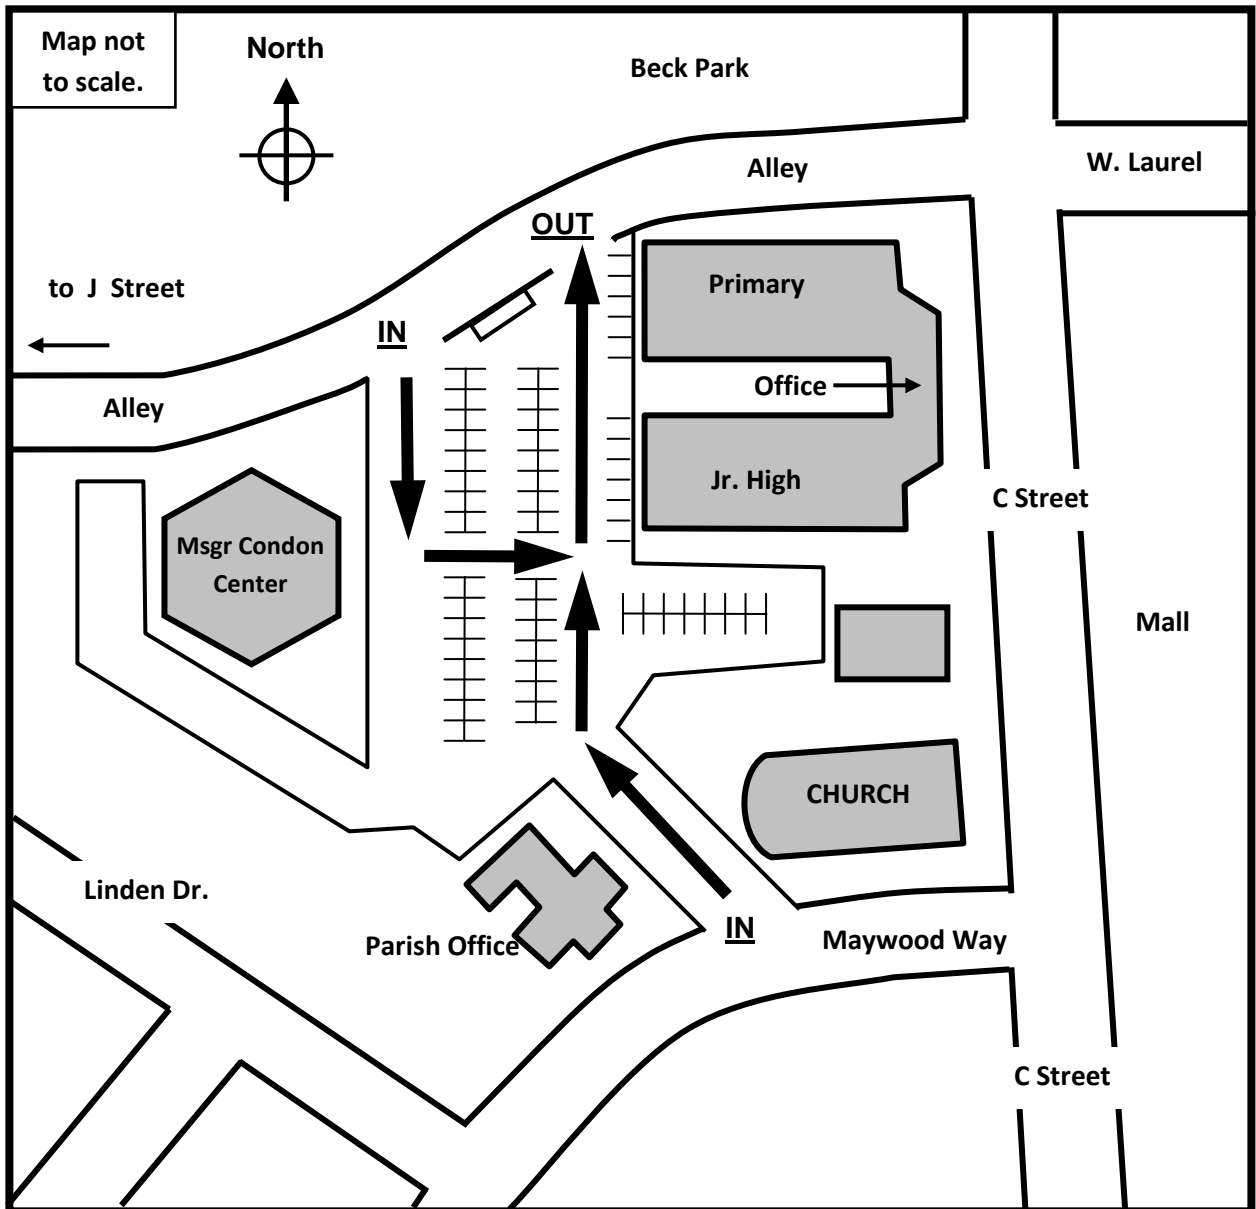 Map not
to scale.
North
Beck Park
Alley
W. Laurel
OUT
to J Street
Primary
IN
Office
Alley
Jr. High
C Street
Msgr Condon
Center
Mall
CHURCH
Linden Dr.
IN
Parish Office
Maywood Way
C Street